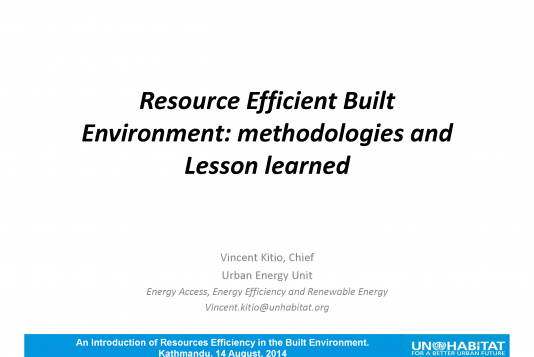 Resource Efficient Built
Environment: methodologies and
Lesson learned
Vincent Kitio, Chief
Urban Energy Unit
Energy Access, Energy Efficiency and Renewable Energy
Vincent.kitio@unhabitat.org
An Introduction of Resources Efficiency in the Built Environment.
Kathmandu, 14 August, 2014
UN HABITAT
FOR A BETTER URBAN FUTURE